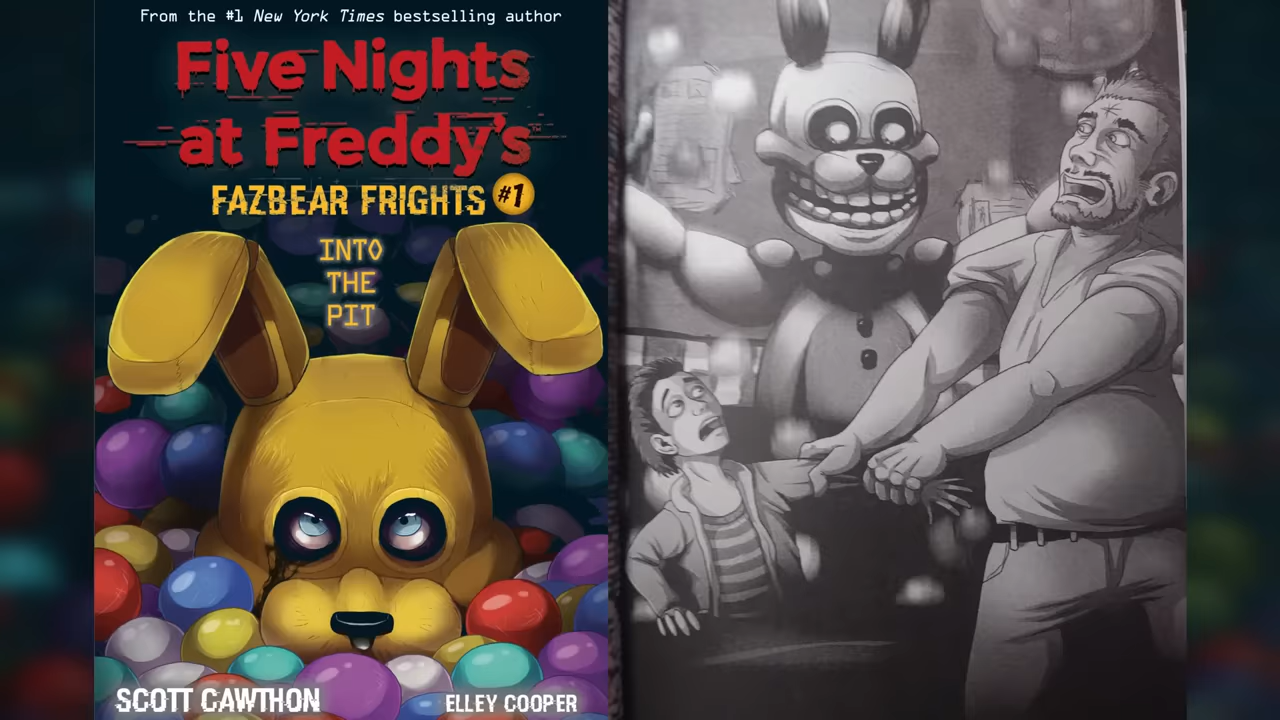 From the #1 New York Times bestselling author
Five Nights
at Freddy's™
FAZBEAR FRIGHTS #1
INTO
THE
PIT
SCOTT CAWTHON
ELLEY COOPER